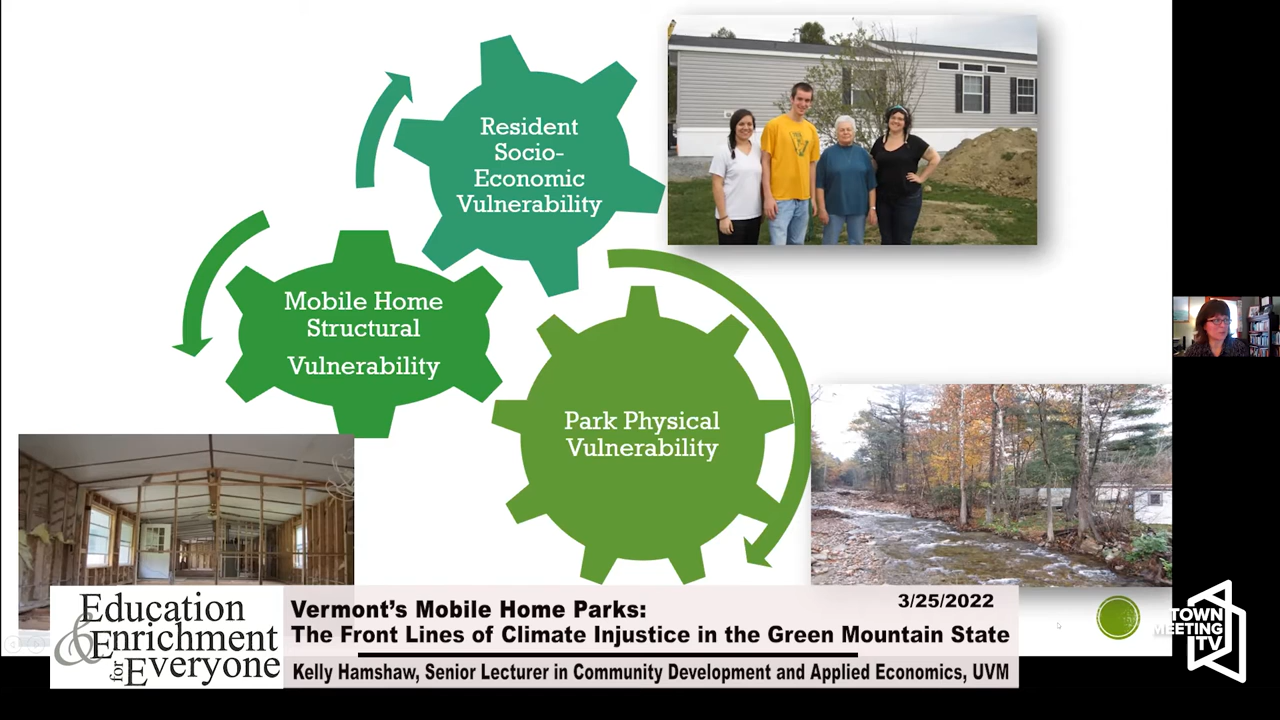 Resident
Socio-
Economic
Vulnerability
Mobile Home
Structural
Vulnerability
Park Physical
Vulnerability
Education
& Enrichment
for Everyone
Vermont's Mobile Home Parks:
3/25/2022
The Front Lines of Climate Injustice in the Green Mountain State
Kelly Hamshaw, Senior Lecturer in Community Development and Applied Economics, UVM
TOWN
MEETING
TV